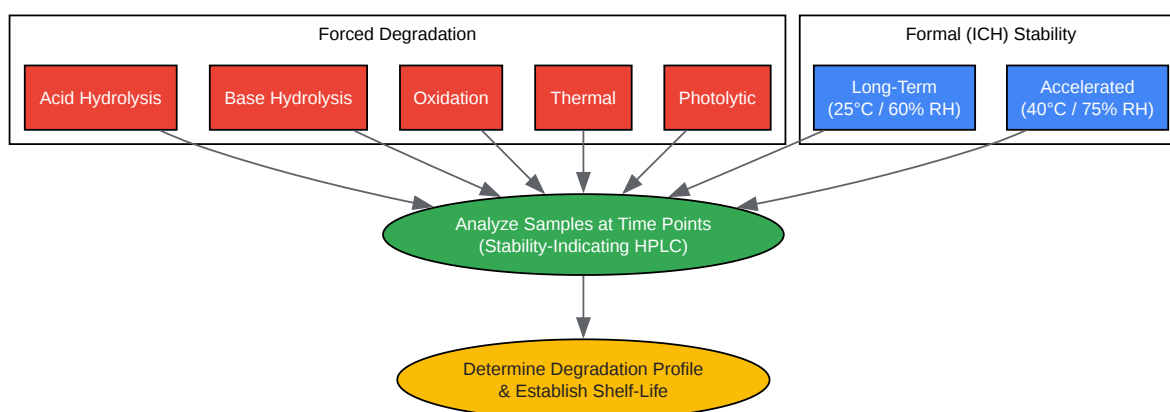 Forced Degradation
Formal (ICH) Stability
Acid Hydrolysis
Base Hydrolysis
Oxidation
Thermal
Photolytic
Long-Term
(25°C / 60% RH)
Accelerated
(40°C / 75% RH)
Analyze Samples at Time Points
(Stability-Indicating HPLC)
Determine Degradation Profile
& Establish Shelf-Life